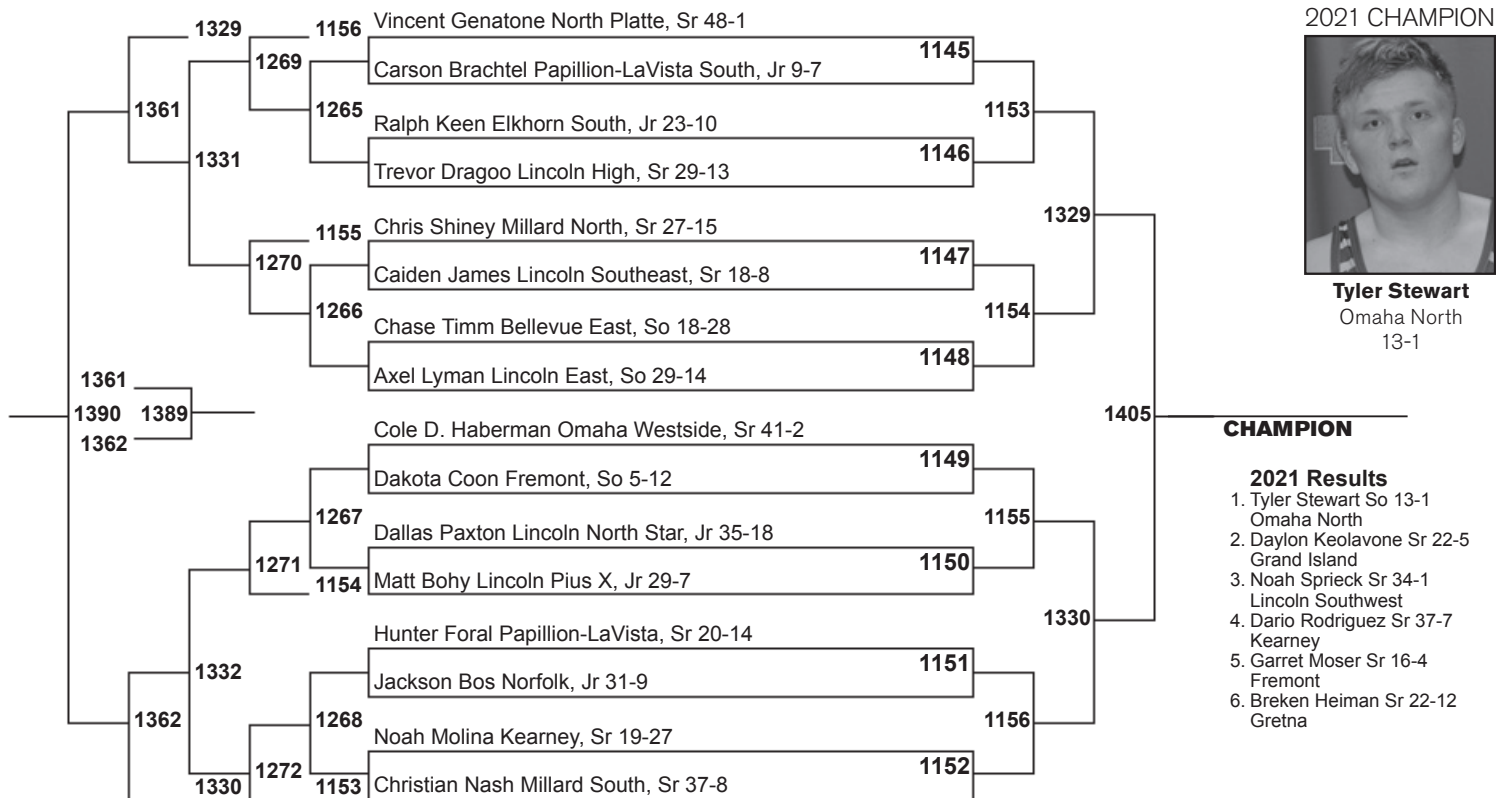 1329
1156
Vincent Genatone North Platte, Sr 48-1
1145
1269
Carson Brachtel Papillion-LaVista South, Jr 9-7
1361
1265
1153
Ralph Keen Elkhorn South, Jr 23-10
1331
1146
Trevor Dragoo Lincoln High, Sr 29-13
1329
1155
Chris Shiney Millard North, Sr 27-15
1147
1270
Caiden James Lincoln Southeast, Sr 18-8
1266
1154
Chase Timm Bellevue East, So 18-28
1148
Axel Lyman Lincoln East, So 29-14
1361
1390
1389
1362
1405
CHAMPION
Cole D. Haberman Omaha Westside, Sr 41-2
1149
Dakota Coon Fremont, So 5-12
1267
1155
Dallas Paxton Lincoln North Star, Jr 35-18
1271
1150
1154
Matt Bohy Lincoln Pius X, Jr 29-7
1330
Hunter Foral Papillion-LaVista, Sr 20-14
1332
1151
Jackson Bos Norfolk, Jr 31-9
1362
1268
1156
Noah Molina Kearney, Sr 19-27
1272
1152
1330
1153
Christian Nash Millard South, Sr 37-8
2021 CHAMPION
Tyler Stewart
Omaha North
13-1
2021 Results
1. Tyler Stewart So 13-1
Omaha North
2. Daylon Keolavone Sr 22-5
Grand Island
3. Noah Sprieck Sr 34-1
Lincoln Southwest
4. Dario Rodriguez Sr 37-7
Kearney
5. Garret Moser Sr 16-4
Fremont
6. Breken Heiman Sr 22-12
Gretna